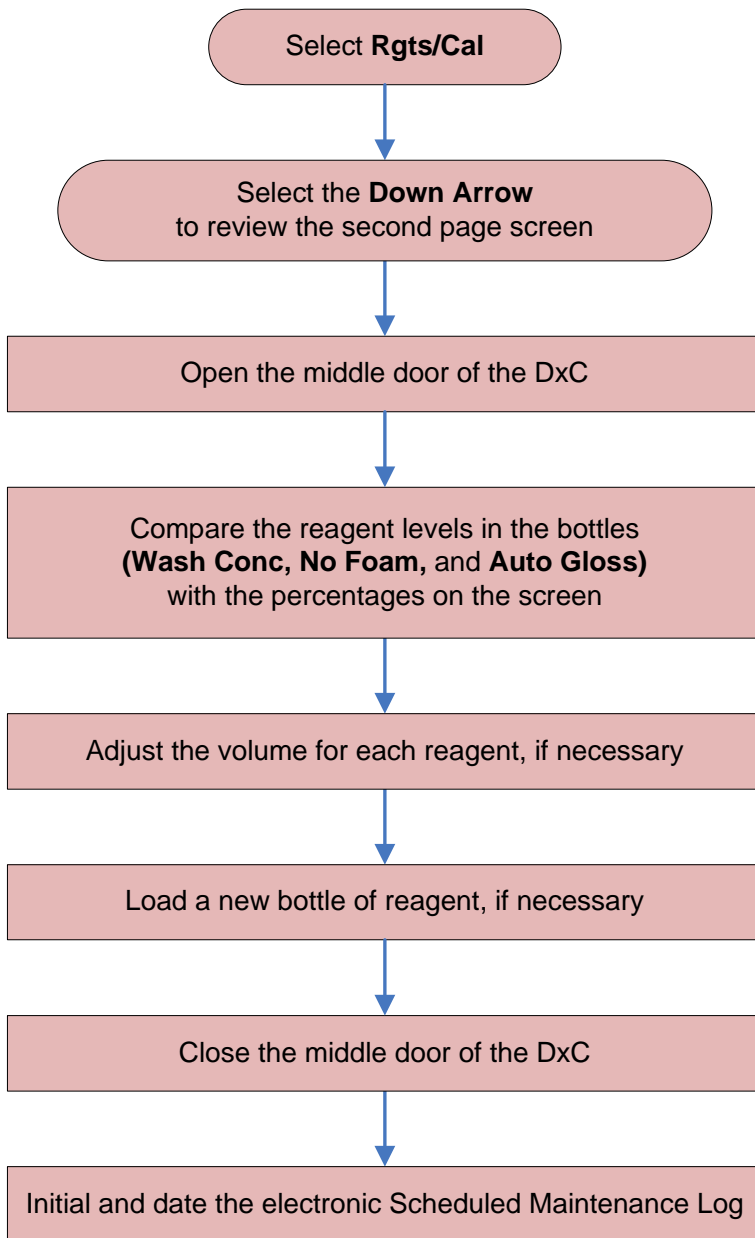 Select Rgts/Cal
Select the Down Arrow
to review the second page screen
Open the middle door of the DxC
Compare the reagent levels in the bottles
(Wash Conc, No Foam, and Auto Gloss)
with the percentages on the screen
Adjust the volume for each reagent, if necessary
Load a new bottle of reagent, if necessary
Close the middle door of the DxC
Initial and date the electronic Scheduled Maintenance Log